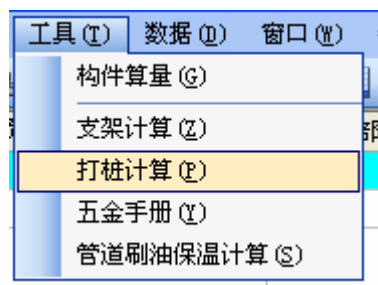 工具(T) 数据(D) 窗口(W)
构件算量(G)
支架计算(Z)
打桩计算(P)
五金手册(Y)
管道刷油保温计算(S)